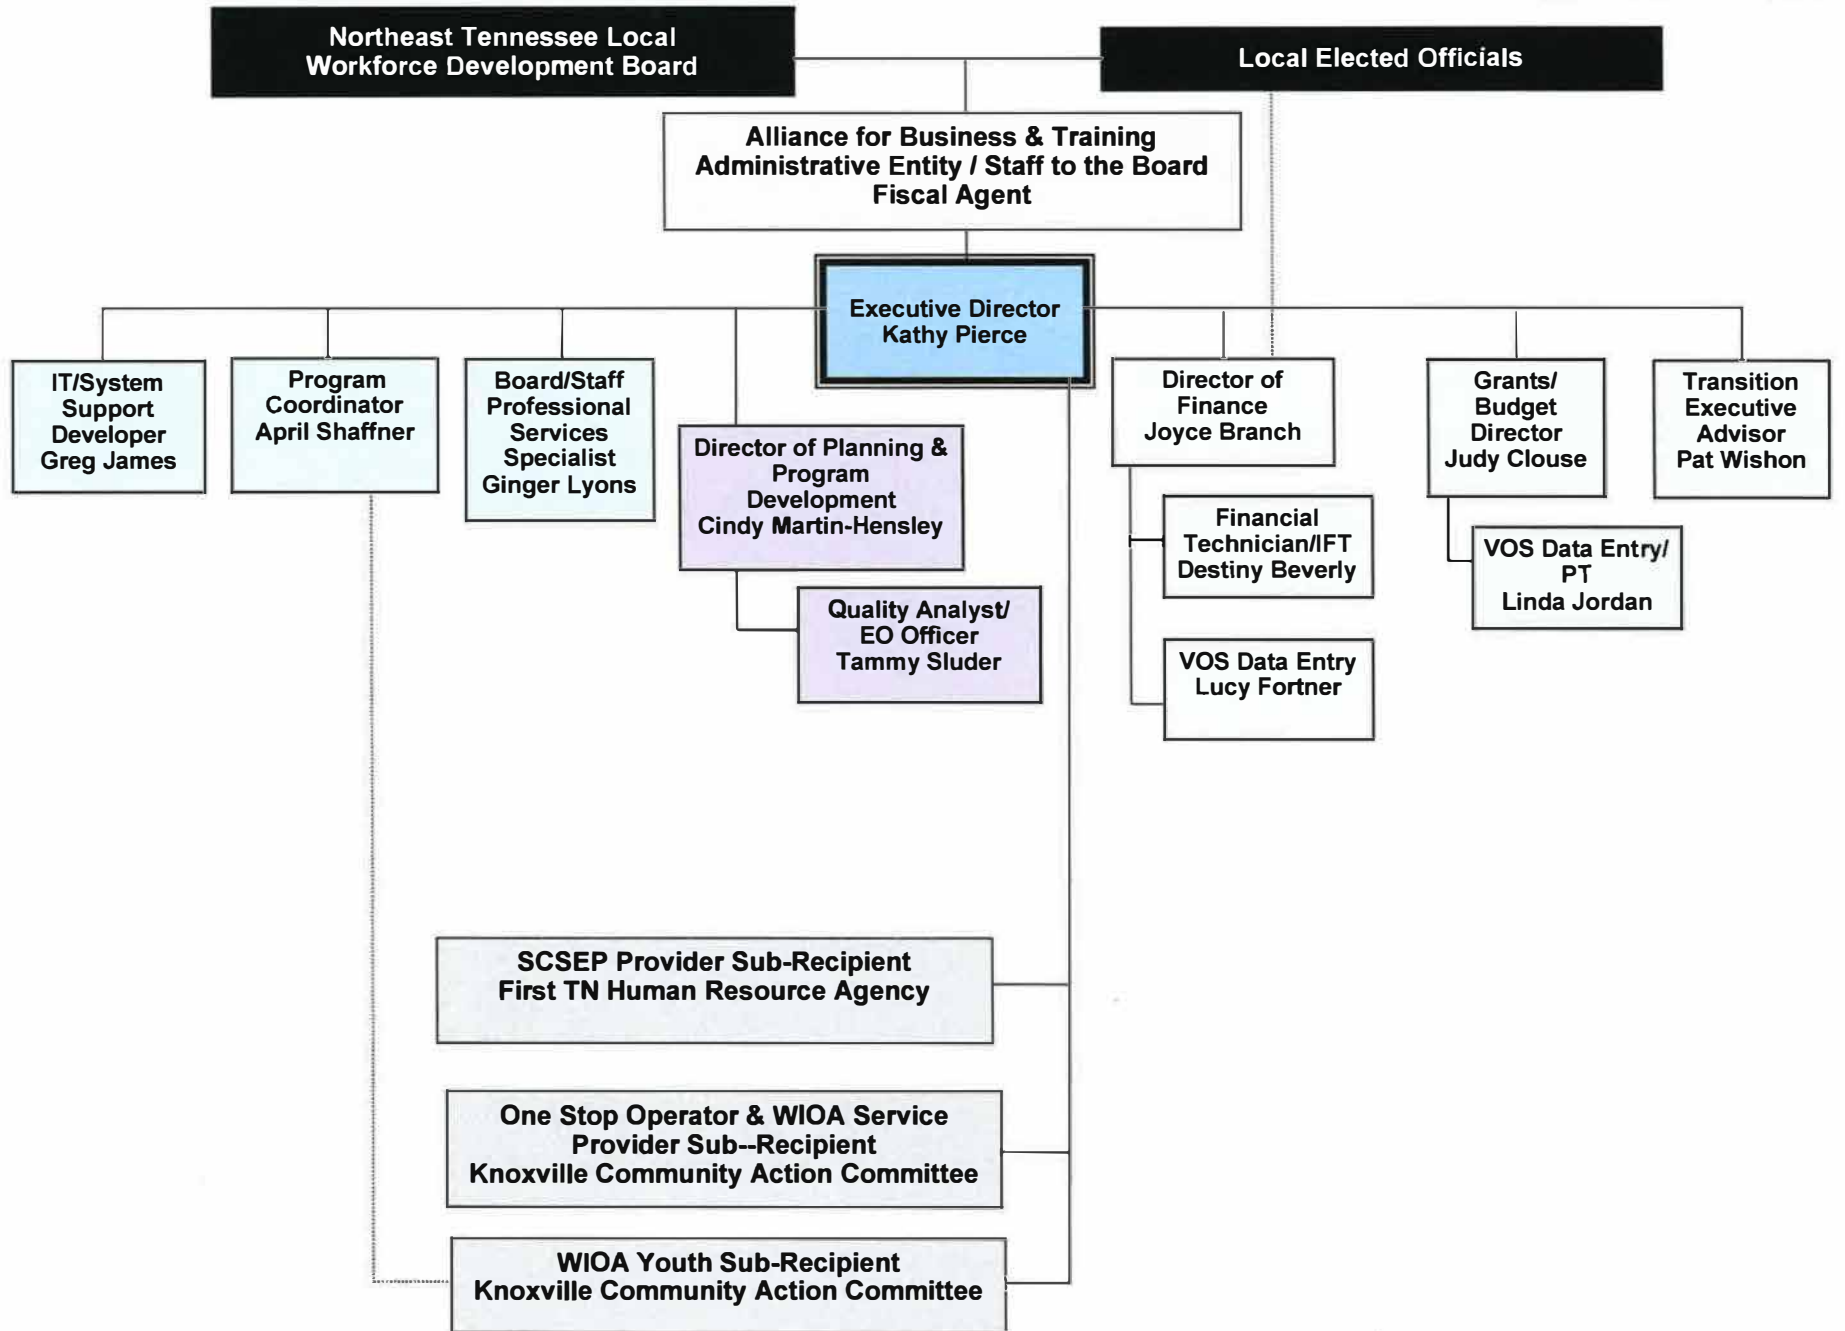 Northeast Tennessee Local
Workforce Development Board
Local Elected Officials
Alliance for Business & Training
Administrative Entity / Staff to the Board
Fiscal Agent
Executive Director
Kathy Pierce
IT/System
Support
Developer
Greg James
Program
Coordinator
April Shaffner
Board/Staff
Professional
Services
Specialist
Ginger Lyons
Director of Planning &
Program
Development
Cindy Martin-Hensley
Quality Analyst/
EO Officer
Tammy Sluder
Director of
Finance
Joyce Branch
Financial
Technician/IFT
Destiny Beverly
VOS Data Entry
Lucy Fortner
Grants/
Budget
Director
Judy Clouse
VOS Data Entry/
PT
Linda Jordan
Transition
Executive
Advisor
Pat Wishon
SCSEP Provider Sub-Recipient
First TN Human Resource Agency
One Stop Operator & WIOA Service
Provider Sub--Recipient
Knoxville Community Action Committee
WIOA Youth Sub-Recipient
Knoxville Community Action Committee